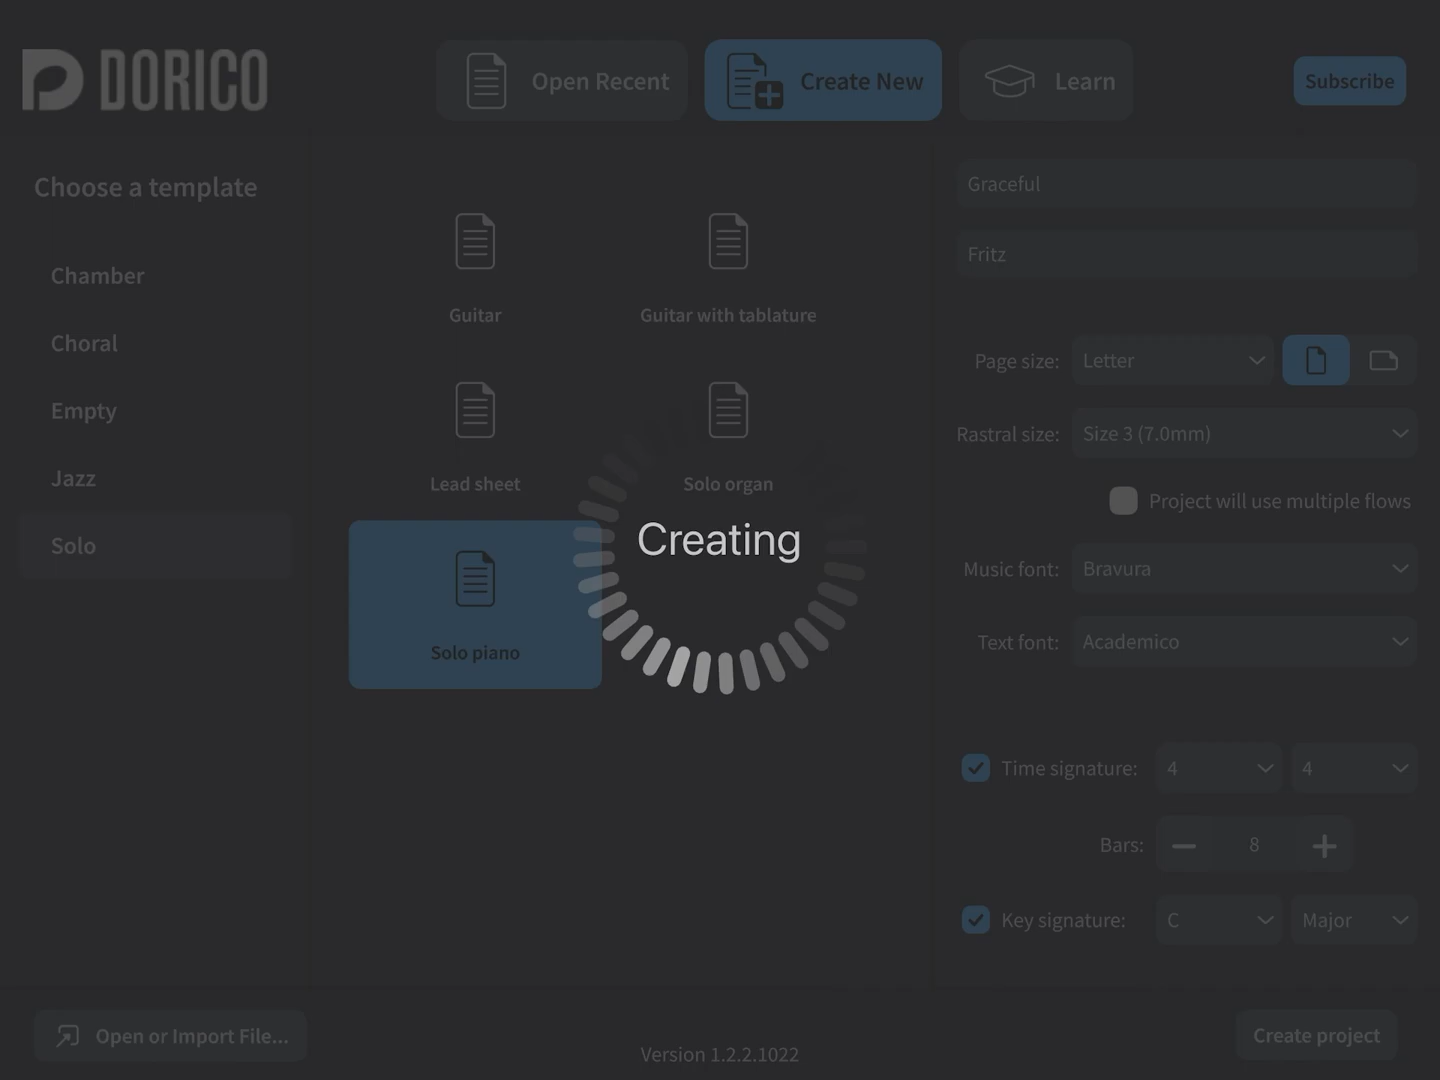 DORICO
Open Recent
Create New
Learn
Subscribe
Choose a template
Chamber
Choral
Empty
Jazz
Solo
Guitar
Guitar with tablature
Lead sheet
Solo organ
Solo piano
Creating
Graceful
Fritz
Page size: Letter
Rastral size: Size 3 (7.0mm)
Project will use multiple flows
Music font: Bravura
Text font: Academico
Time signature: 4 4
Bars: 8
Key signature: C Major
Open or Import File...
Version 1.2.2.1022
Create project